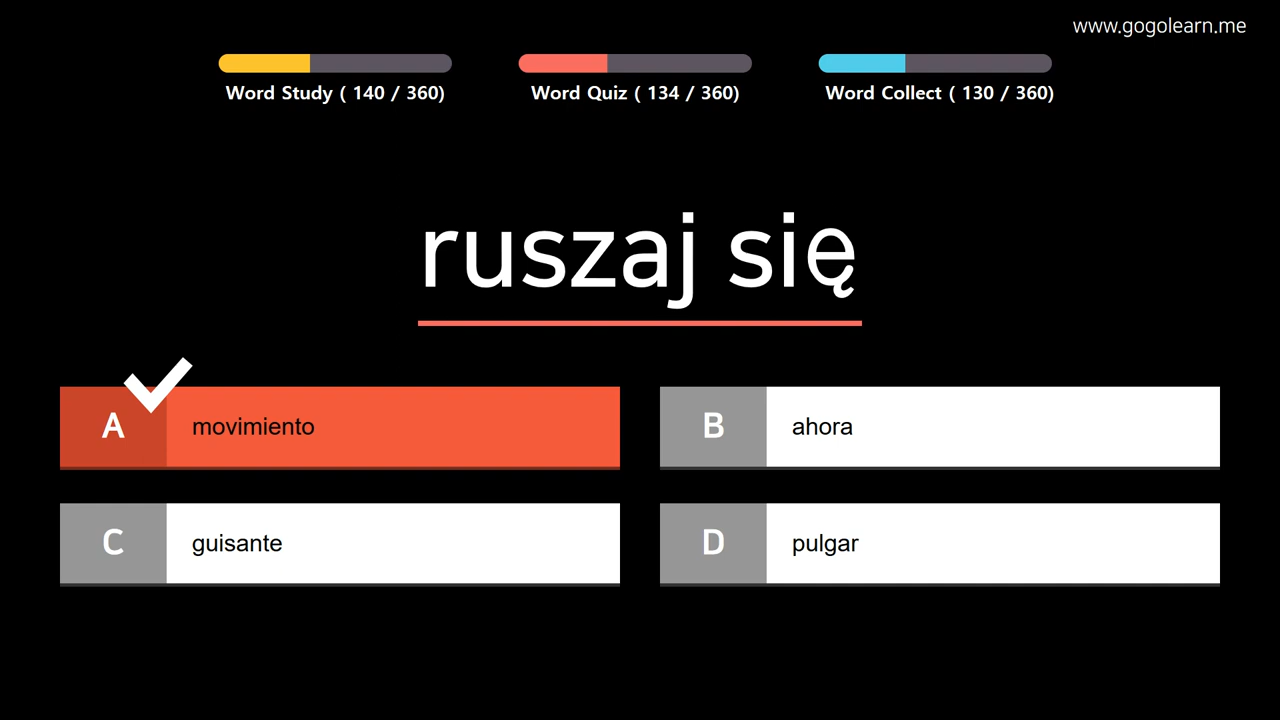 www.gogolearn.me
Word Study ( 140 / 360)
Word Quiz ( 134 / 360)
Word Collect ( 130 / 360)
ruszaj się
A movimiento
B ahora
C guisante
D pulgar